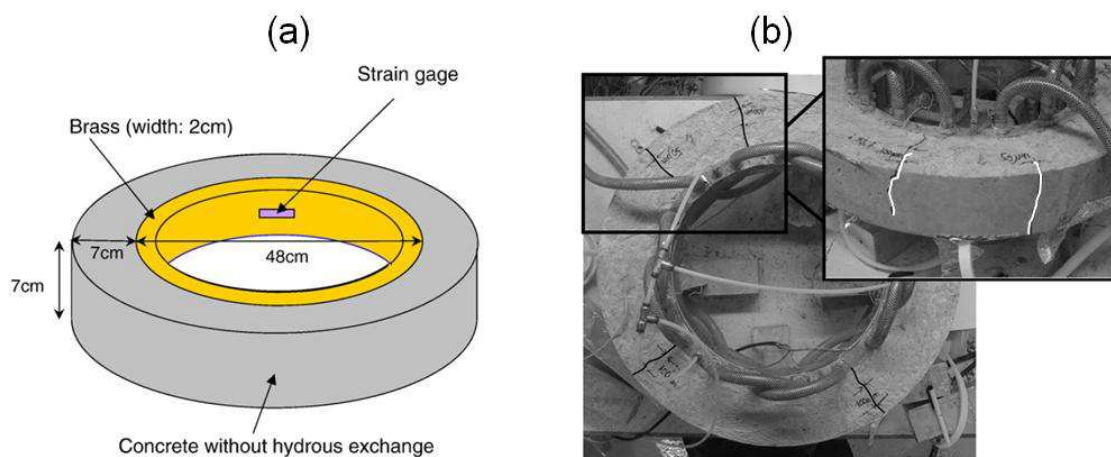 (a)
(b)
Strain gage
Brass (width: 2cm)
7cm
48cm
7cm
Concrete without hydrous exchange